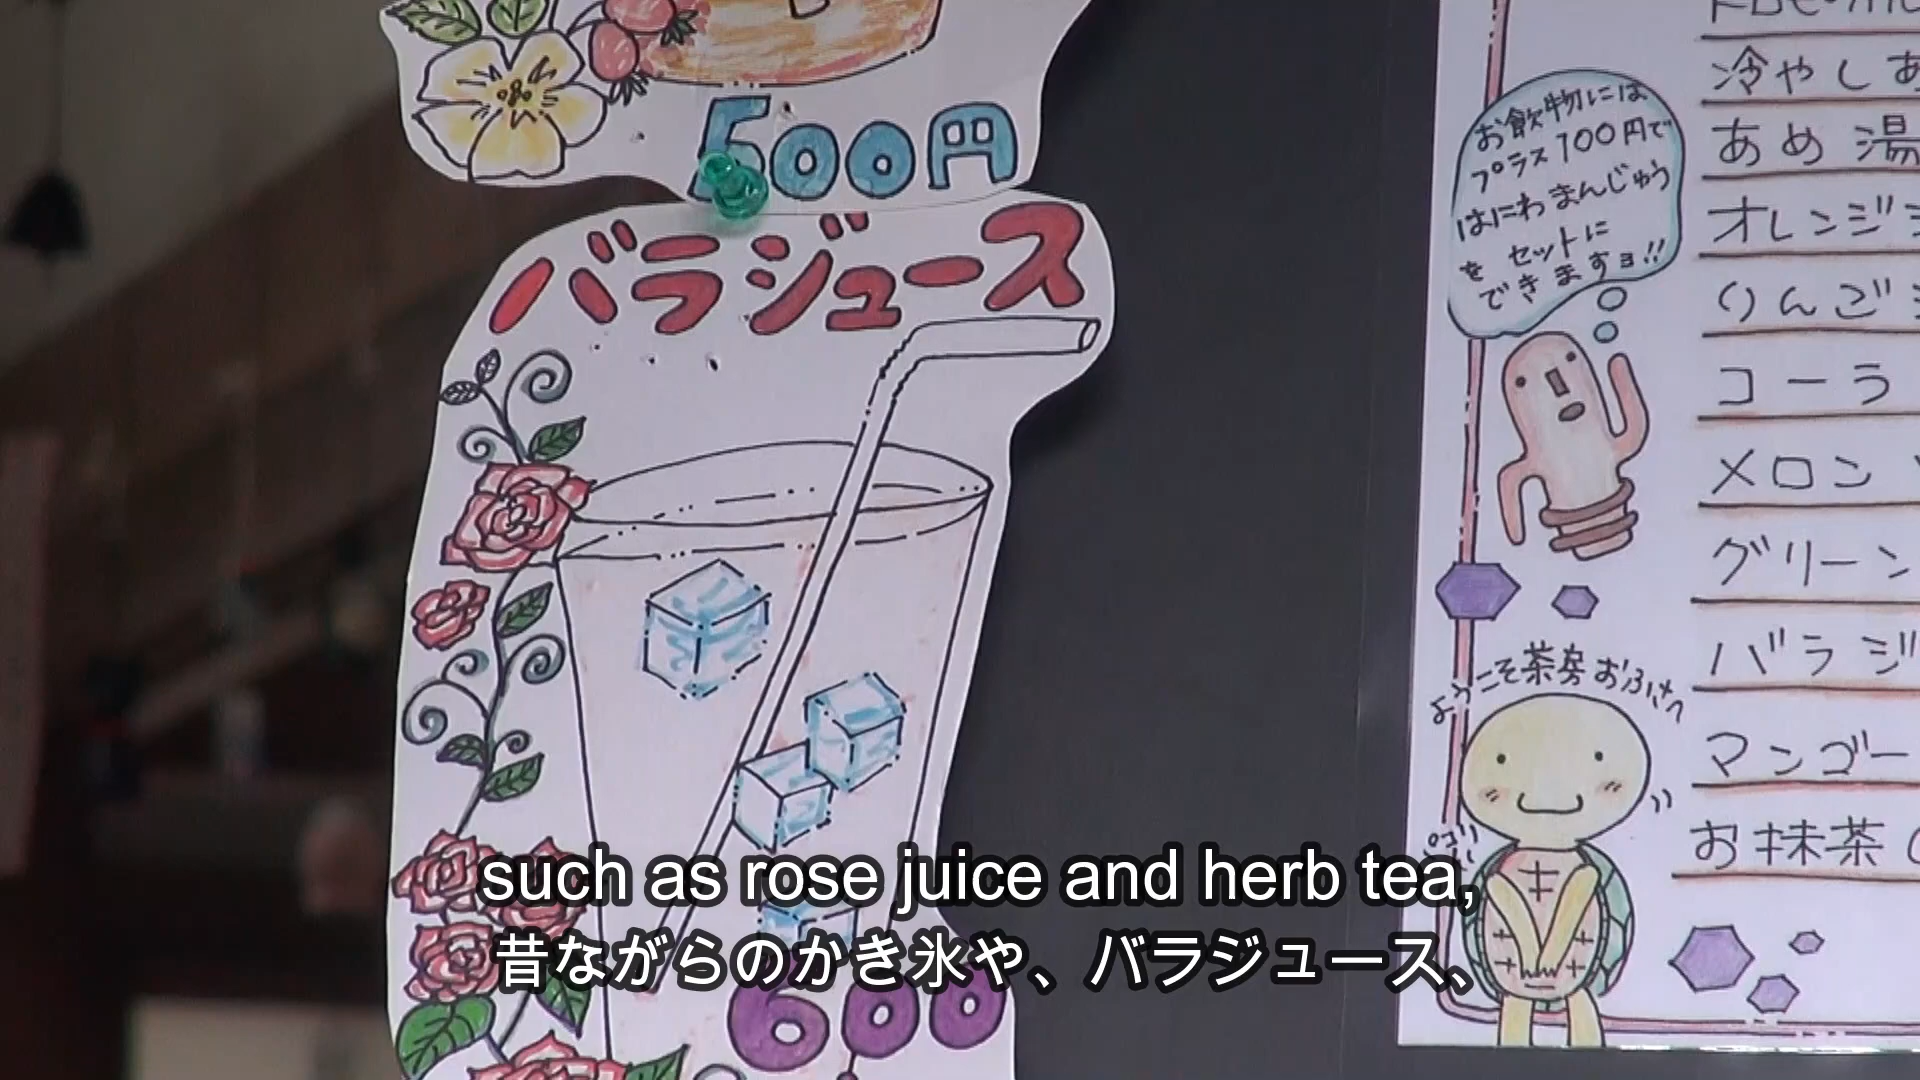 500円
バラジュース
600
お飲物には
プラス100円で
はにわまんじゅう
を セットに
できますョ!!
冷やしあ
あめ湯
オレンジジ
りんご
コーラ
メロン
グリーン
バラジ
マンゴー
お抹茶
ようこそ茶房おふさへ
ペコリ
such as rose juice and herb tea,
昔ながらのかき氷や、バラジュース、